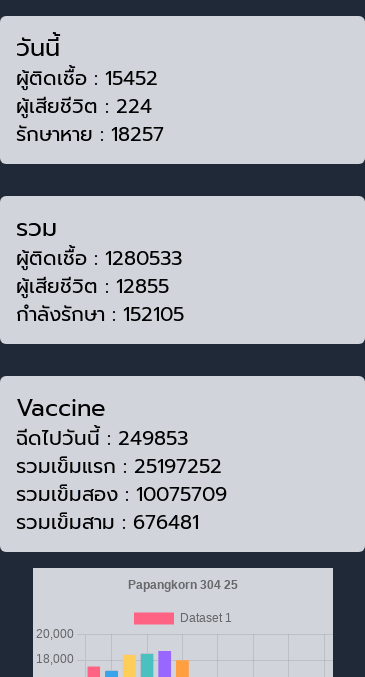 วันนี้
ผู้ติดเชื้อ : 15452
ผู้เสียชีวิต : 224
รักษาหาย : 18257
รวม
ผู้ติดเชื้อ : 1280533
ผู้เสียชีวิต : 12855
กำลังรักษา : 152105
Vaccine
ฉีดไปวันนี้ : 249853
รวมเข็มแรก : 25197252
รวมเข็มสอง : 10075709
รวมเข็มสาม : 676481
Papangkorn 304 25
Dataset 1
20,000
18,000